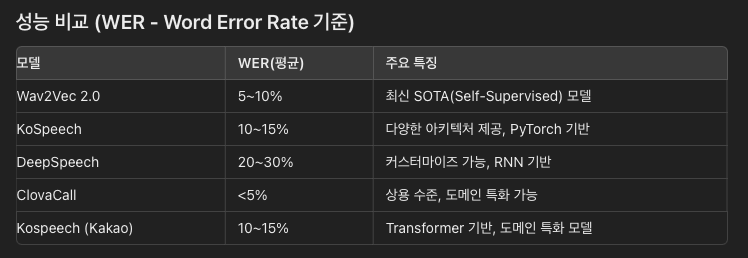 성능 비교 (WER - Word Error Rate 기준)
모델 WER(평균) 주요 특징
Wav2Vec 2.0 5~10% 최신 SOTA(Self-Supervised) 모델
KoSpeech 10~15% 다양한 아키텍처 제공, PyTorch 기반
DeepSpeech 20~30% 커스터마이즈 가능, RNN 기반
ClovaCall <5% 상용 수준, 도메인 특화 가능
Kospeech (Kakao) 10~15% Transformer 기반, 도메인 특화 모델